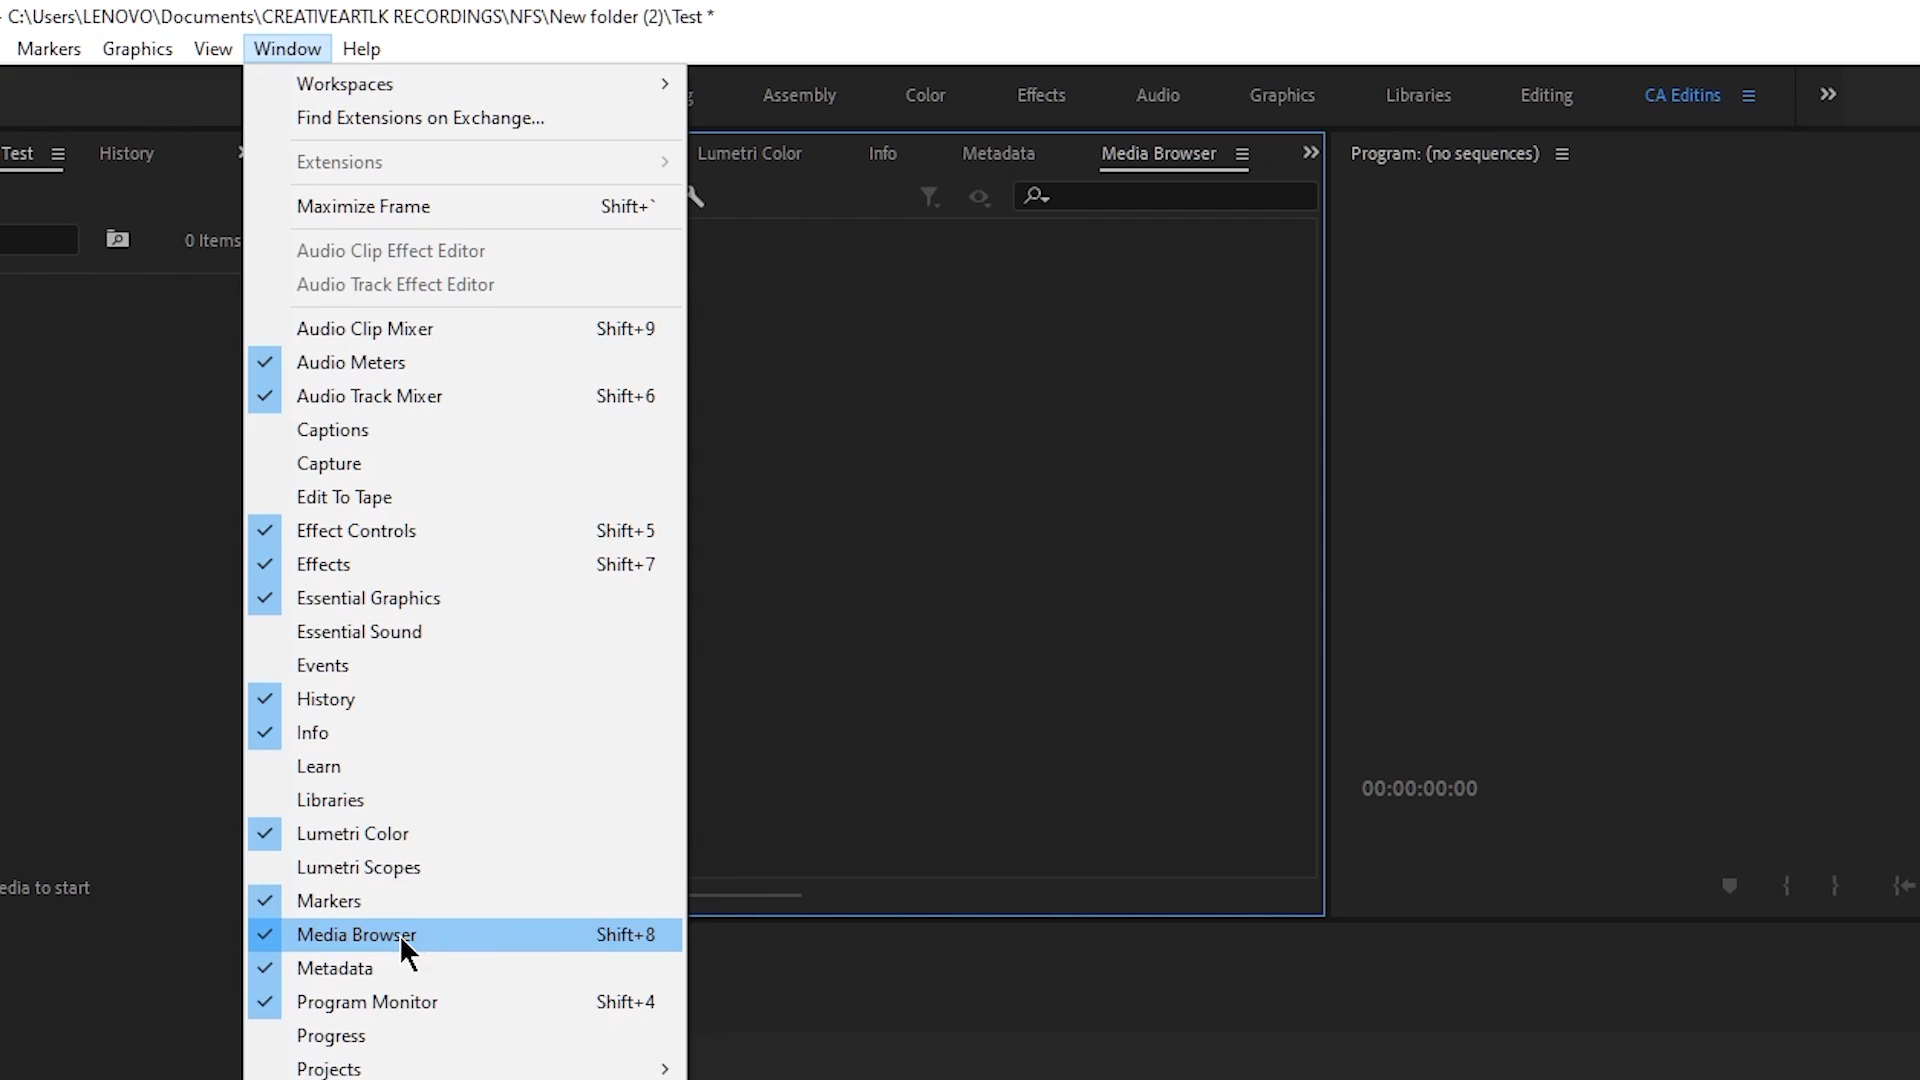 C:\Users\LENOVO\Documents\CREATIVEARTLK RECORDINGS\NFS\New folder (2)\Test *
Markers Graphics View Window Help
Assembly Color Effects Audio Graphics Libraries Editing CA Editins
Test History
Lumetri Color Info Metadata Media Browser
Program: (no sequences)
0 Items
Workspaces
Find Extensions on Exchange...
Extensions
Maximize Frame Shift+`
Audio Clip Effect Editor
Audio Track Effect Editor
Audio Clip Mixer Shift+9
Audio Meters
Audio Track Mixer Shift+6
Captions
Capture
Edit To Tape
Effect Controls Shift+5
Effects Shift+7
Essential Graphics
Essential Sound
Events
History
Info
Learn
Libraries
Lumetri Color
Lumetri Scopes
Markers
Media Browser Shift+8
Metadata
Program Monitor Shift+4
Progress
Projects
edia to start
00:00:00:00